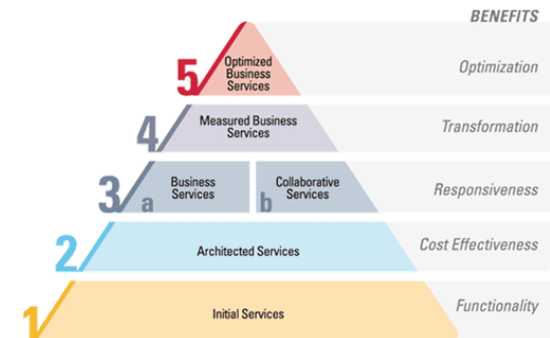 BENEFITS
5
Optimized
Business
Services
Optimization
4
Measured Business
Services
Transformation
3
a
Business
Services
b
Collaborative
Services
Responsiveness
2
Architected Services
Cost Effectiveness
1
Initial Services
Functionality